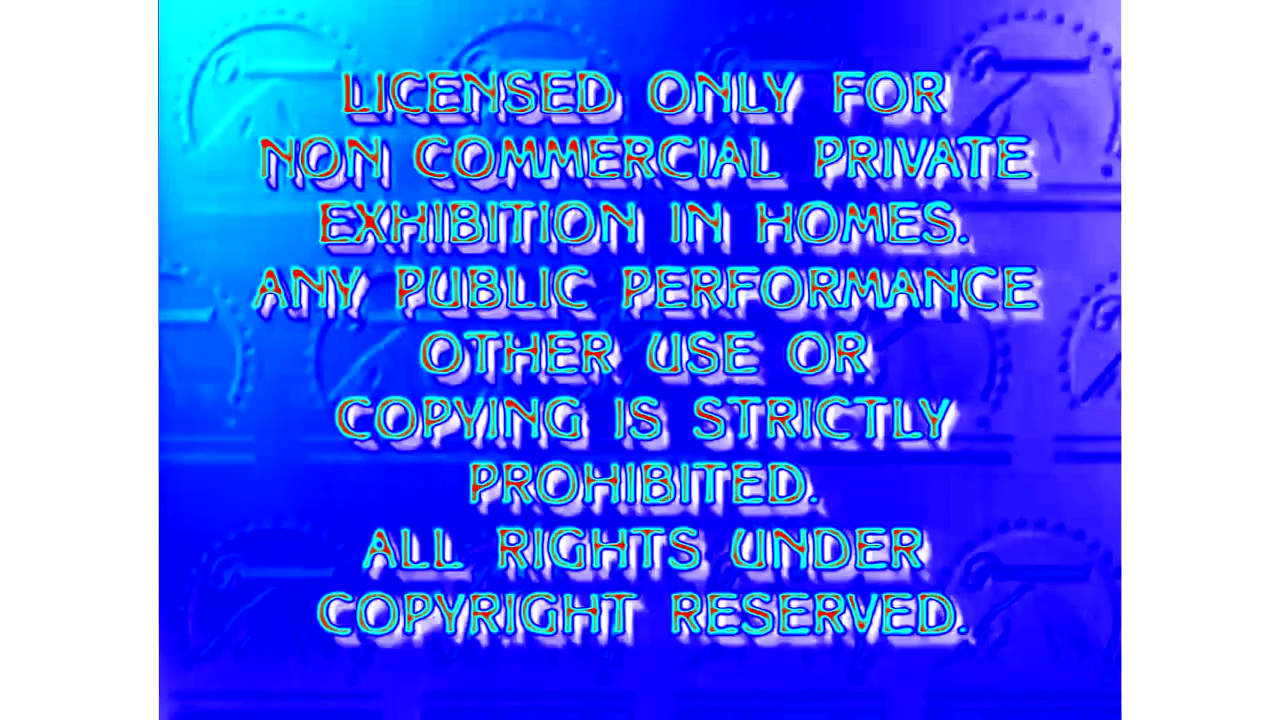 LICENSED ONLY FOR
NON COMMERCIAL PRIVATE
EXHIBITION IN HOMES.
ANY PUBLIC PERFORMANCE
OTHER USE OR
COPYING IS STRICTLY
PROHIBITED.
ALL RIGHTS UNDER
COPYRIGHT RESERVED.